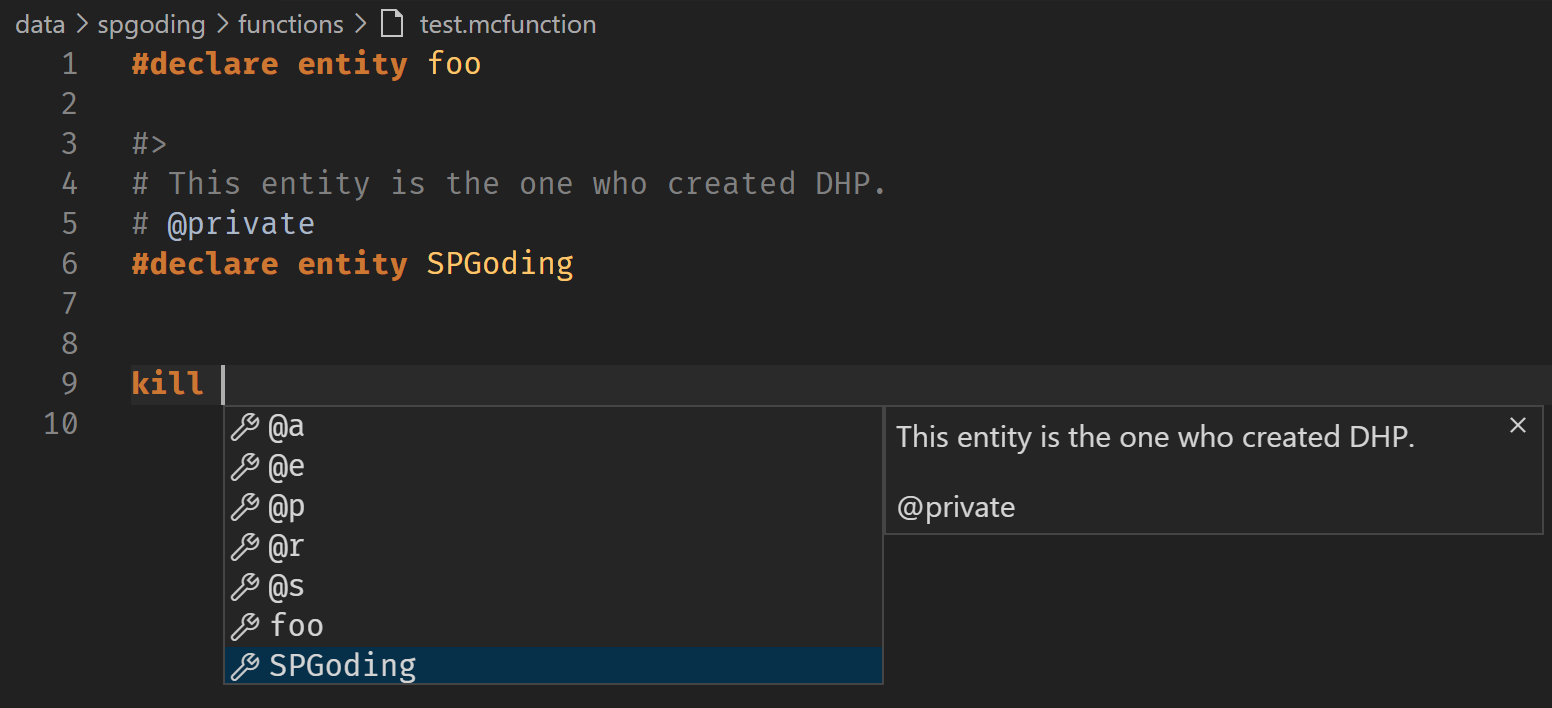 data > spgoding > functions > test.mcfunction
1 #declare entity foo
2
3 #>
4 # This entity is the one who created DHP.
5 # @private
6 #declare entity SPGoding
7
8
9 kill
10
@a
@e
@p
@r
@s
foo
SPGoding
This entity is the one who created DHP.
@private